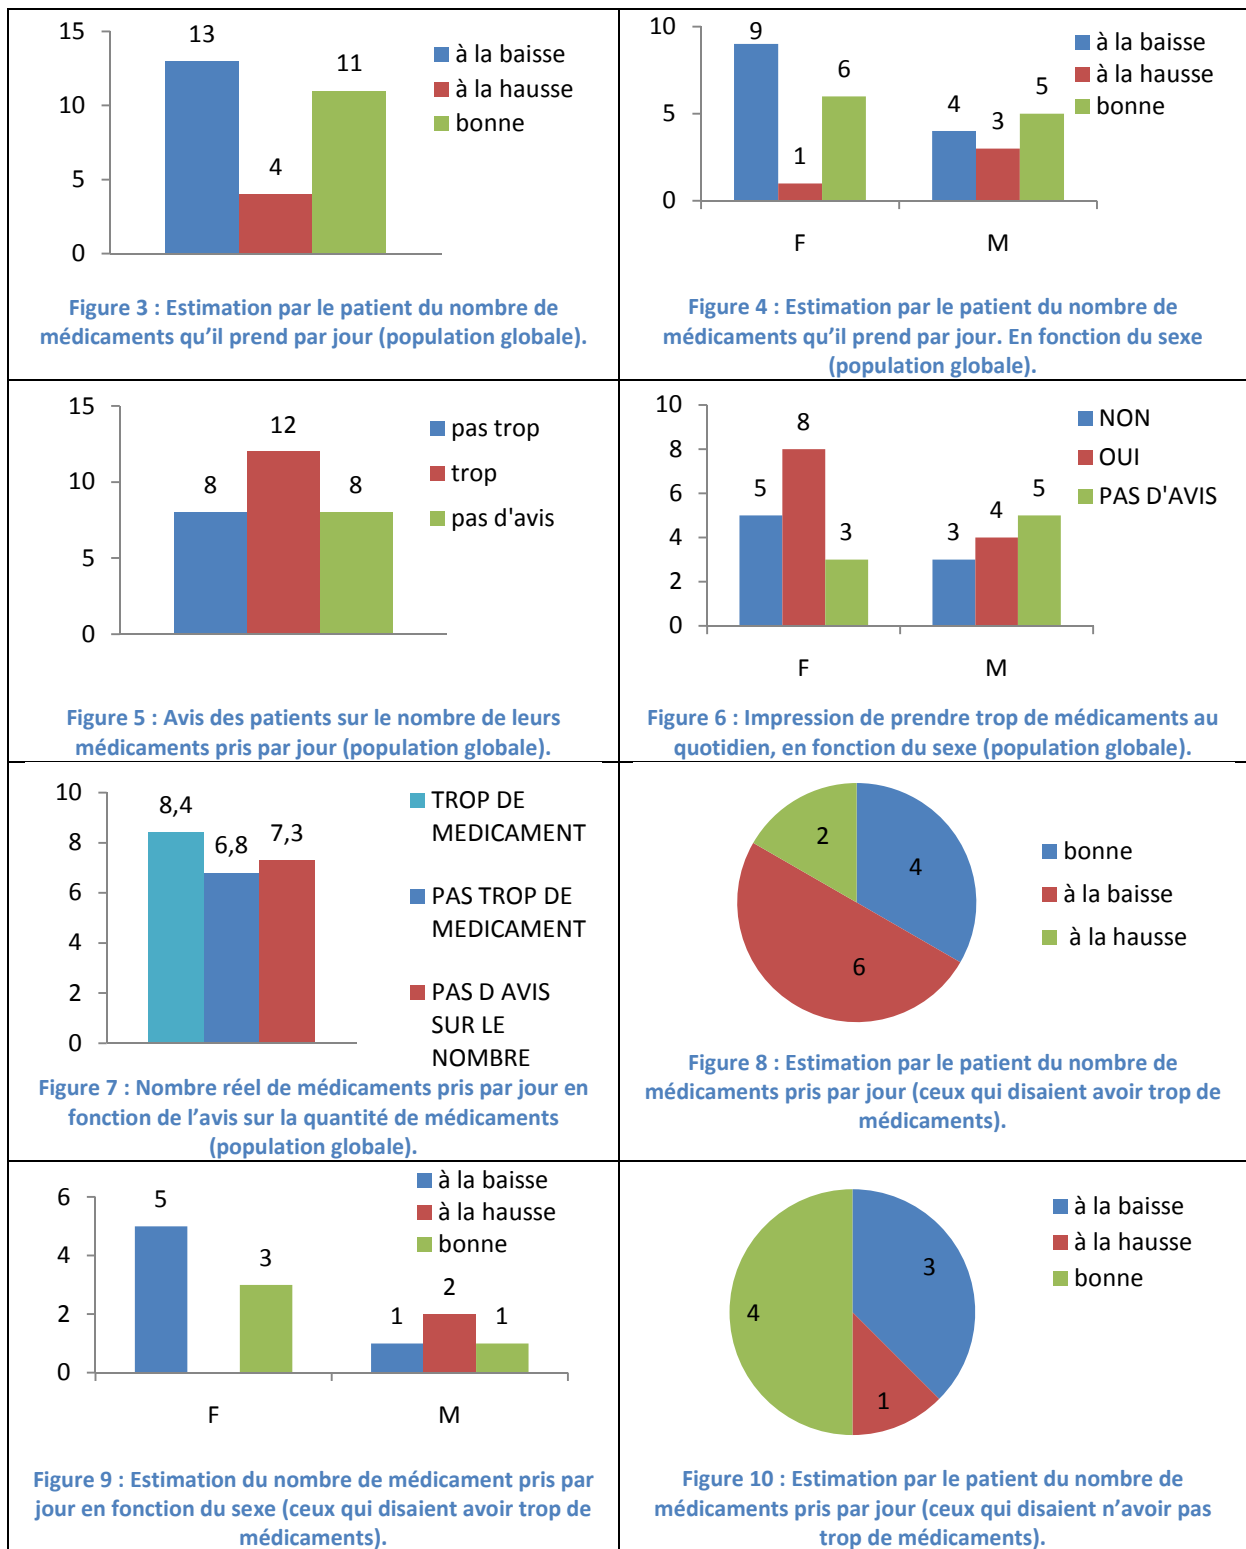 15
10
5
0
13
4
11
à la baisse
à la hausse
bonne
Figure 3 : Estimation par le patient du nombre de
médicaments qu’il prend par jour (population globale).
10
5
0
9
1
6
4
3
5
F
M
à la baisse
à la hausse
bonne
Figure 4 : Estimation par le patient du nombre de
médicaments qu’il prend par jour. En fonction du sexe
(population globale).
15
10
5
0
8
12
8
pas trop
trop
pas d'avis
Figure 5 : Avis des patients sur le nombre de leurs
médicaments pris par jour (population globale).
10
8
6
4
2
0
5
8
3
3
4
5
F
M
NON
OUI
PAS D'AVIS
Figure 6 : Impression de prendre trop de médicaments au
quotidien, en fonction du sexe (population globale).
10
8
6
4
2
0
8,4
6,8
7,3
TROP DE
MEDICAMENT
PAS TROP DE
MEDICAMENT
PAS D AVIS
SUR LE
NOMBRE
Figure 7 : Nombre réel de médicaments pris par jour en
fonction de l’avis sur la quantité de médicaments
(population globale).
2
4
6
bonne
à la baisse
à la hausse
Figure 8 : Estimation par le patient du nombre de
médicaments pris par jour (ceux qui disaient avoir trop de
médicaments).
6
4
2
0
5
3
1
2
1
F
M
à la baisse
à la hausse
bonne
Figure 9 : Estimation du nombre de médicament pris par
jour en fonction du sexe (ceux qui disaient avoir trop de
médicaments).
3
4
1
à la baisse
à la hausse
bonne
Figure 10 : Estimation par le patient du nombre de
médicaments pris par jour (ceux qui disaient n’avoir pas
trop de médicaments).